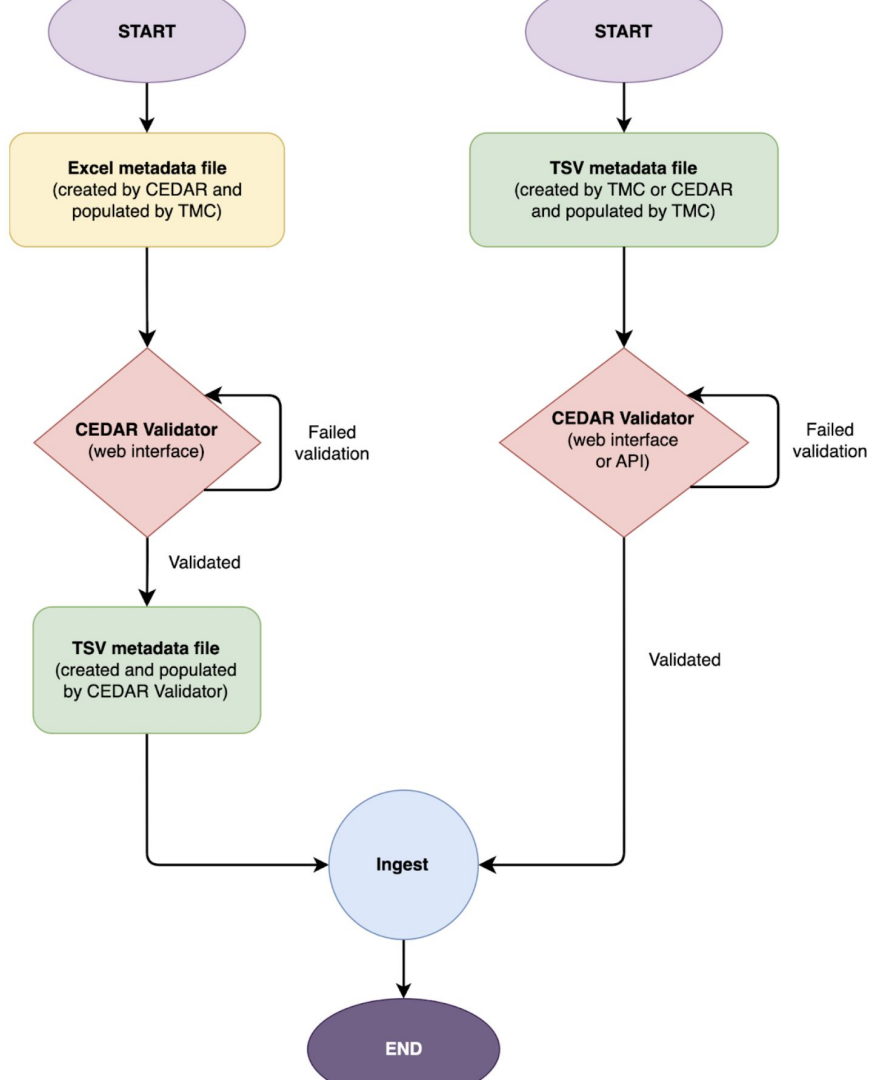 START
START
Excel metadata file
(created by CEDAR and
populated by TMC)
TSV metadata file
(created by TMC or CEDAR
and populated by TMC)
CEDAR Validator
(web interface)
Failed
validation
CEDAR Validator
(web interface
or API)
Failed
validation
Validated
TSV metadata file
(created and populated
by CEDAR Validator)
Validated
Ingest
END